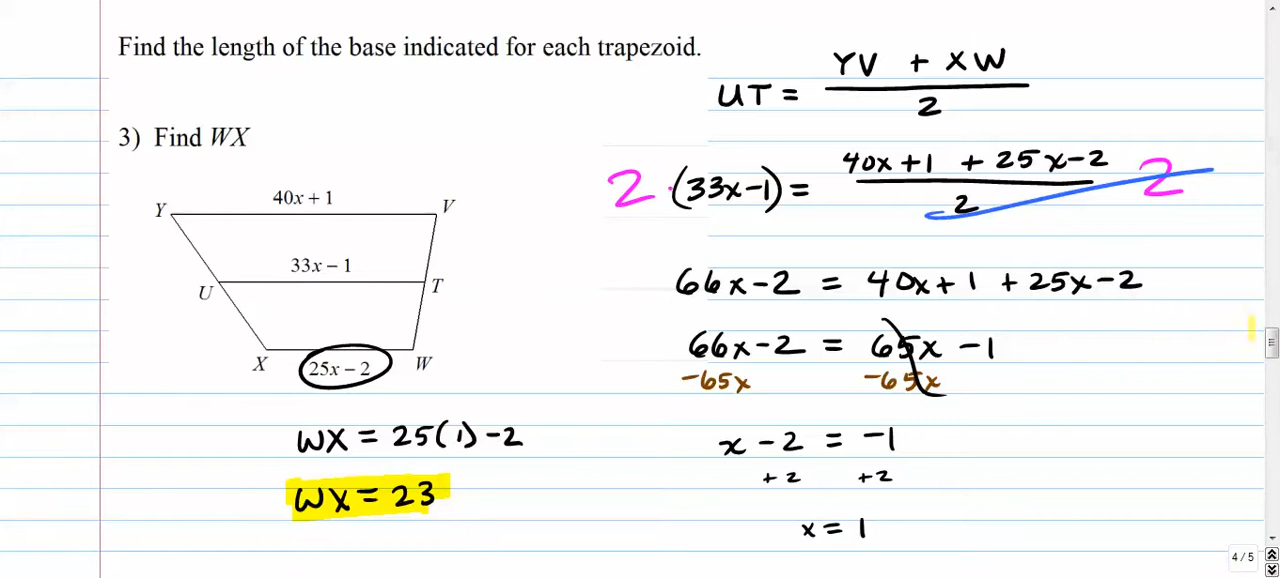 Find the length of the base indicated for each trapezoid.
3) Find WX
Y
40x + 1
V
U
33x − 1
T
X
25x − 2
W
WX = 25(1) -2
WX = 23
UT = YV + XW / 2
2 · (33x-1) = 40x+1 + 25x-2 / 2 2
66x-2 = 40x+1 +25x-2
66x-2 = 65x -1
-65x -65x
x -2 = -1
+2 +2
x = 1
4 / 5